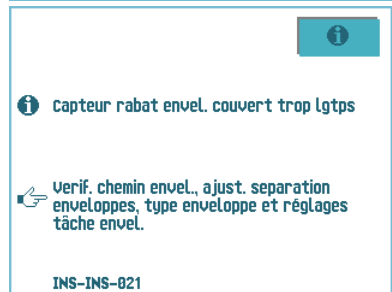 Capteur rabat envel. couvert trop lgtps
Verif. chemin envel., ajust. separation
enveloppes, type enveloppe et réglages
tâche envel.
INS-INS-021